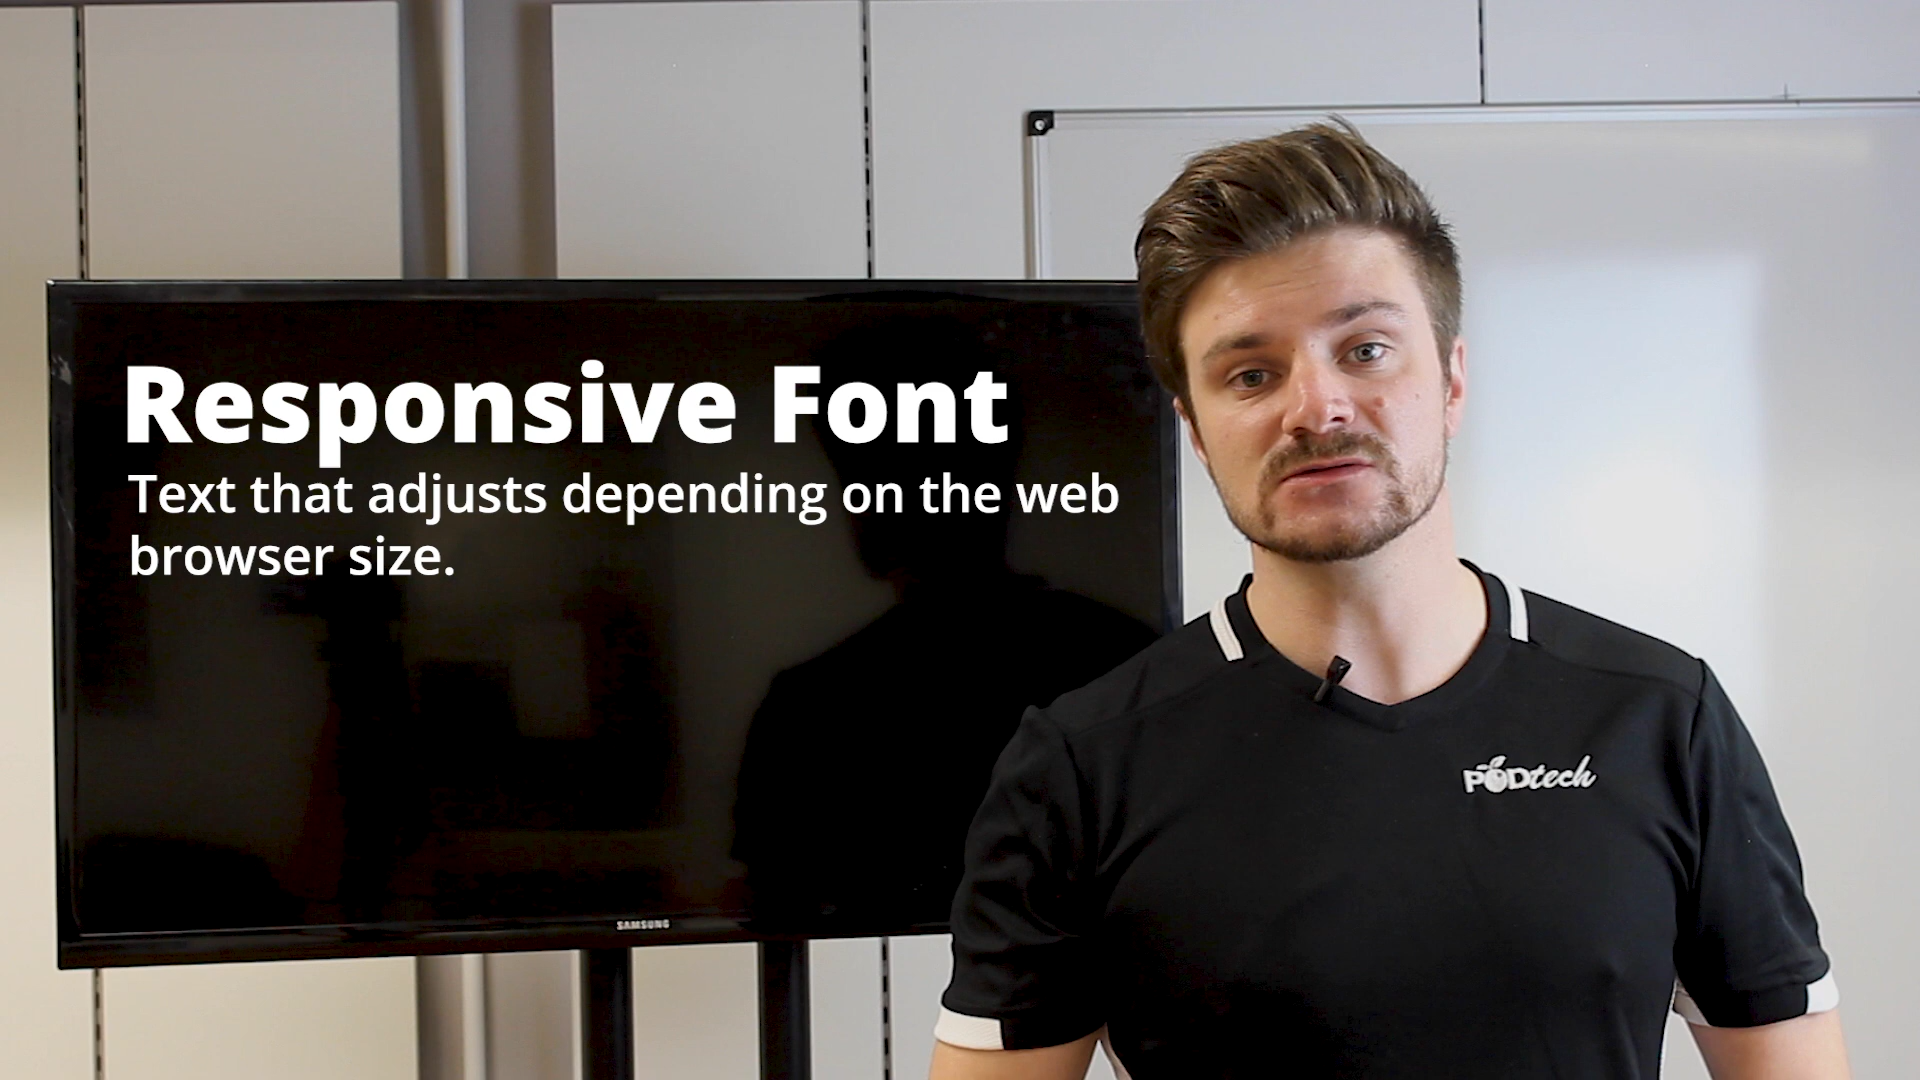 Responsive Font
Text that adjusts depending on the web
browser size.
SAMSUNG
PODtech